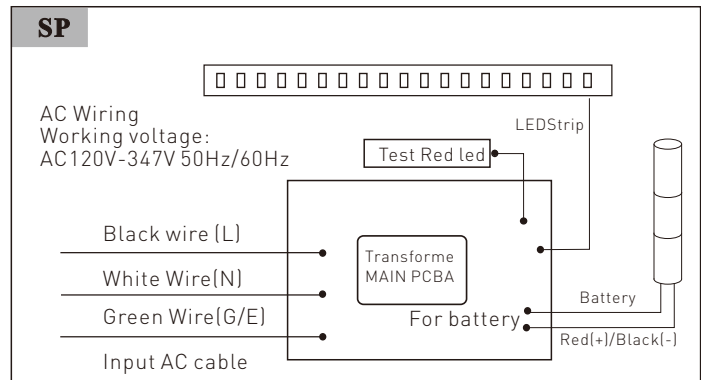 SP
AC Wiring
Working voltage:
AC120V-347V 50Hz/60Hz
LEDStrip
Test Red led
Black wire (L)
White Wire(N)
Green Wire(G/E)
Input AC cable
Transforme
MAIN PCBA
For battery
Battery
Red(+)/Black(-)